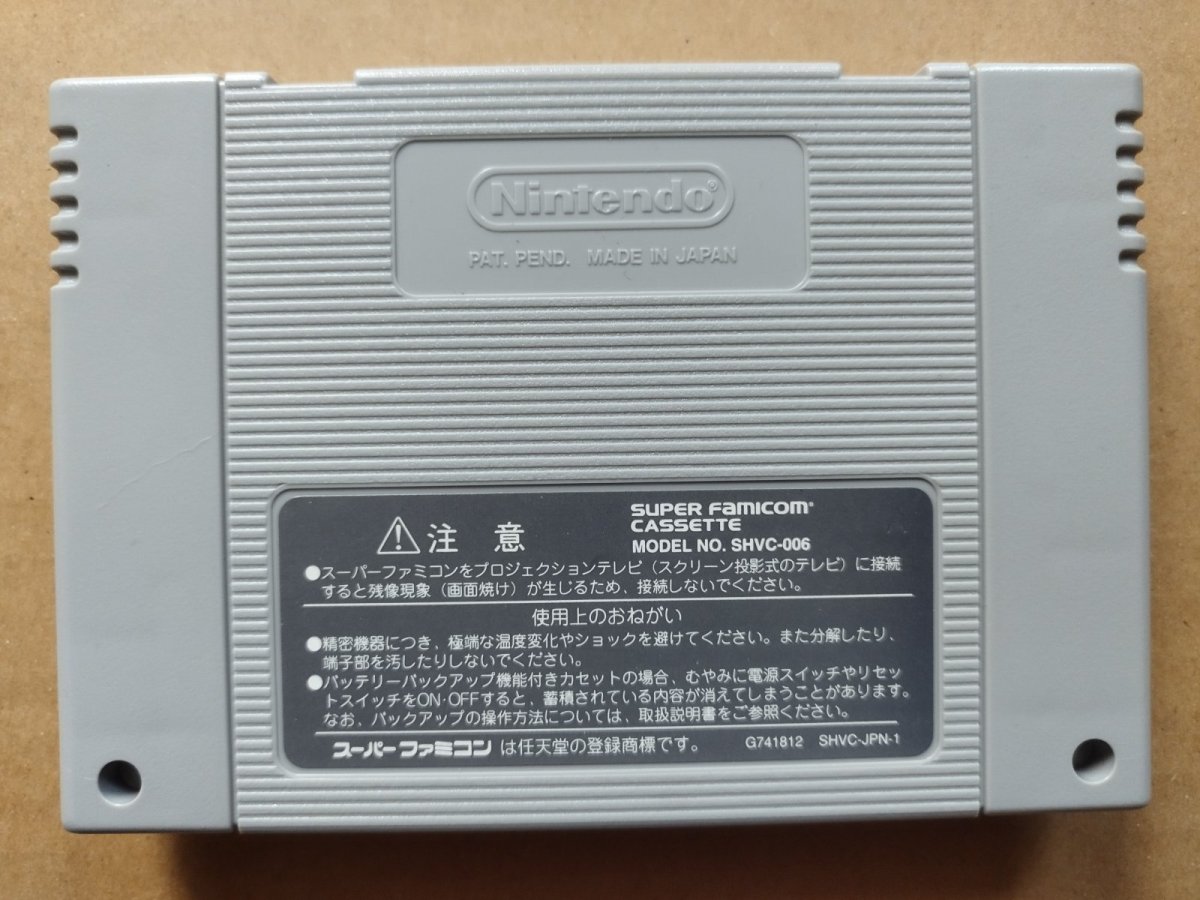 Nintendo®
PAT. PEND. MADE IN JAPAN
注意
SUPER FAMICOM®
CASSETTE
MODEL NO. SHVC-006
●スーパーファミコンをプロジェクションテレビ(スクリーン投影式のテレビ)に接続
すると残像現象(画面焼け)が生じるため、接続しないでください。
使用上のおねがい
●精密機器につき、極端な温度変化やショックを避けてください。また分解したり、
端子部を汚したりしないでください。
●バッテリーバックアップ機能付きカセットの場合、むやみに電源スイッチやリセッ
トスイッチをON・OFFすると、蓄積されている内容が消えてしまうことがあります。
なお、バックアップの操作方法については、取扱説明書をご参照ください。
スーパーファミコンは任天堂の登録商標です。 G741812 SHVC-JPN-1